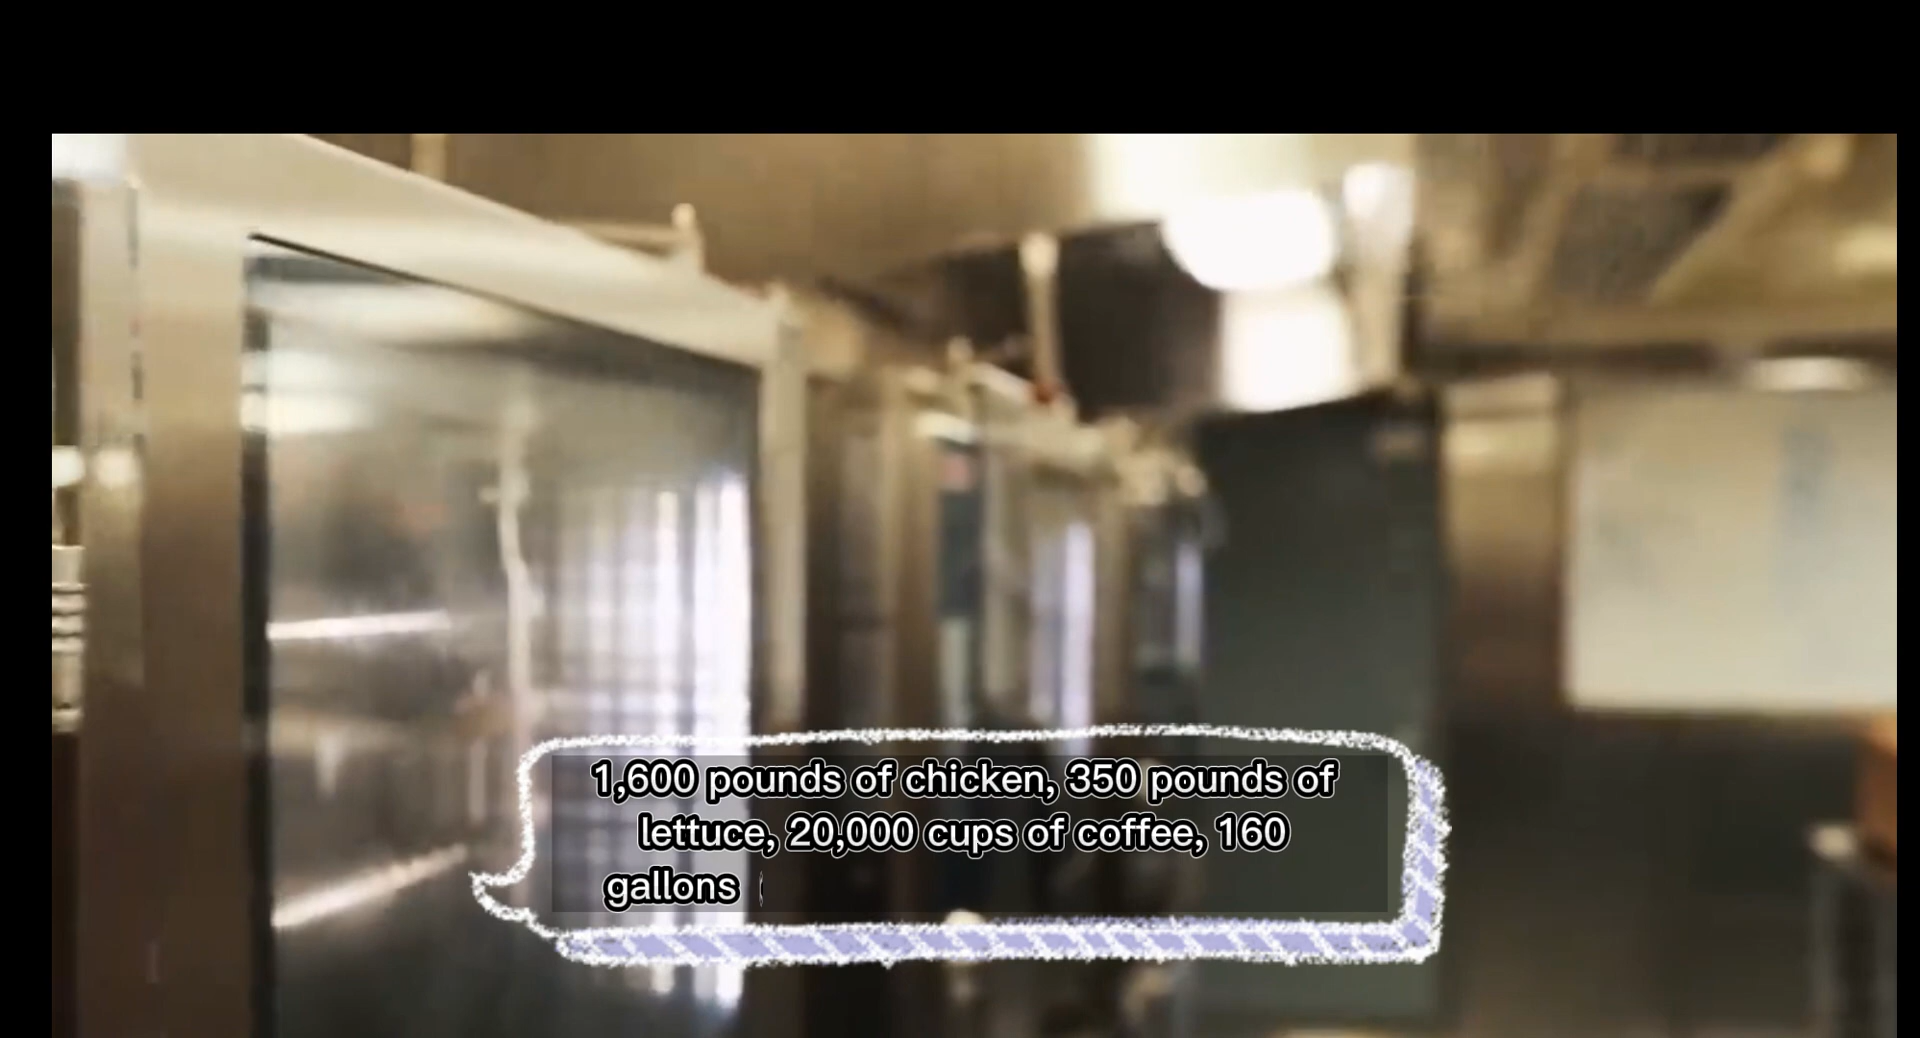 1,600 pounds of chicken, 350 pounds of
lettuce, 20,000 cups of coffee, 160
gallons